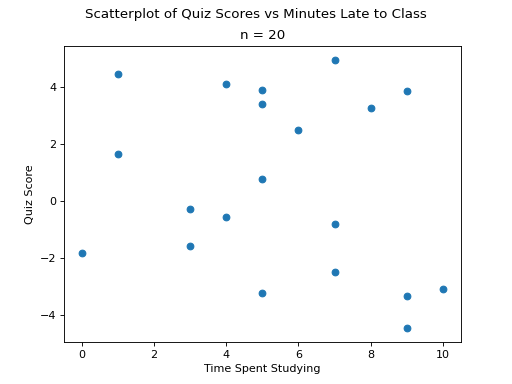 Scatterplot of Quiz Scores vs Minutes Late to Class
n = 20
Quiz Score
4
2
0
−2
−4
0 2 4 6 8 10
Time Spent Studying